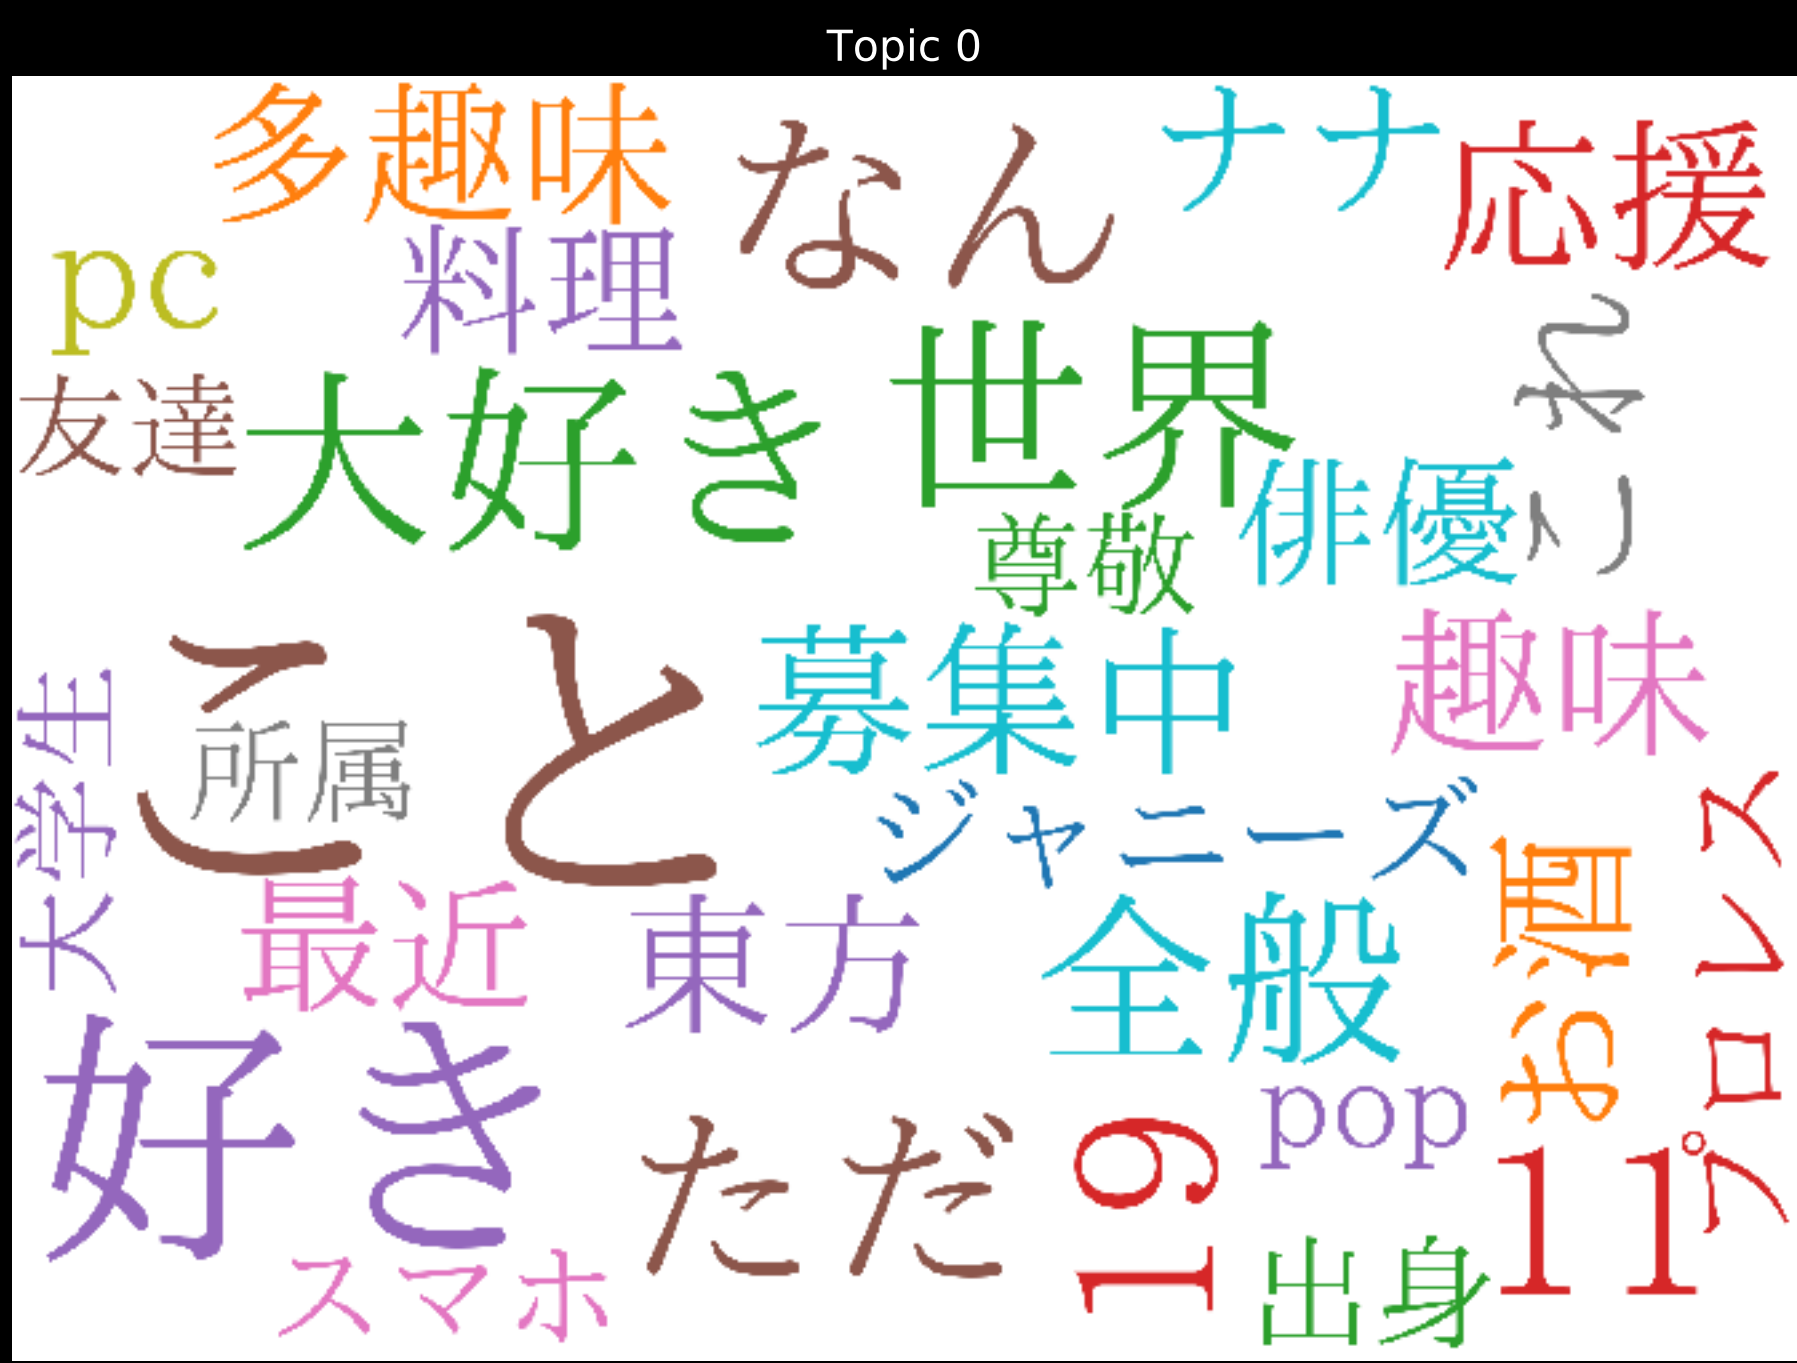 Topic 0
多趣味
なん
ナナ
応援
pc
料理
これ
友達
大好き
世界
俳優
尊敬
こと
募集中
趣味
大学生
所属
ジャニーズ
プロレス
お酒
最近
東方
全般
好き
ただ
19
pop
11
スマホ
出身